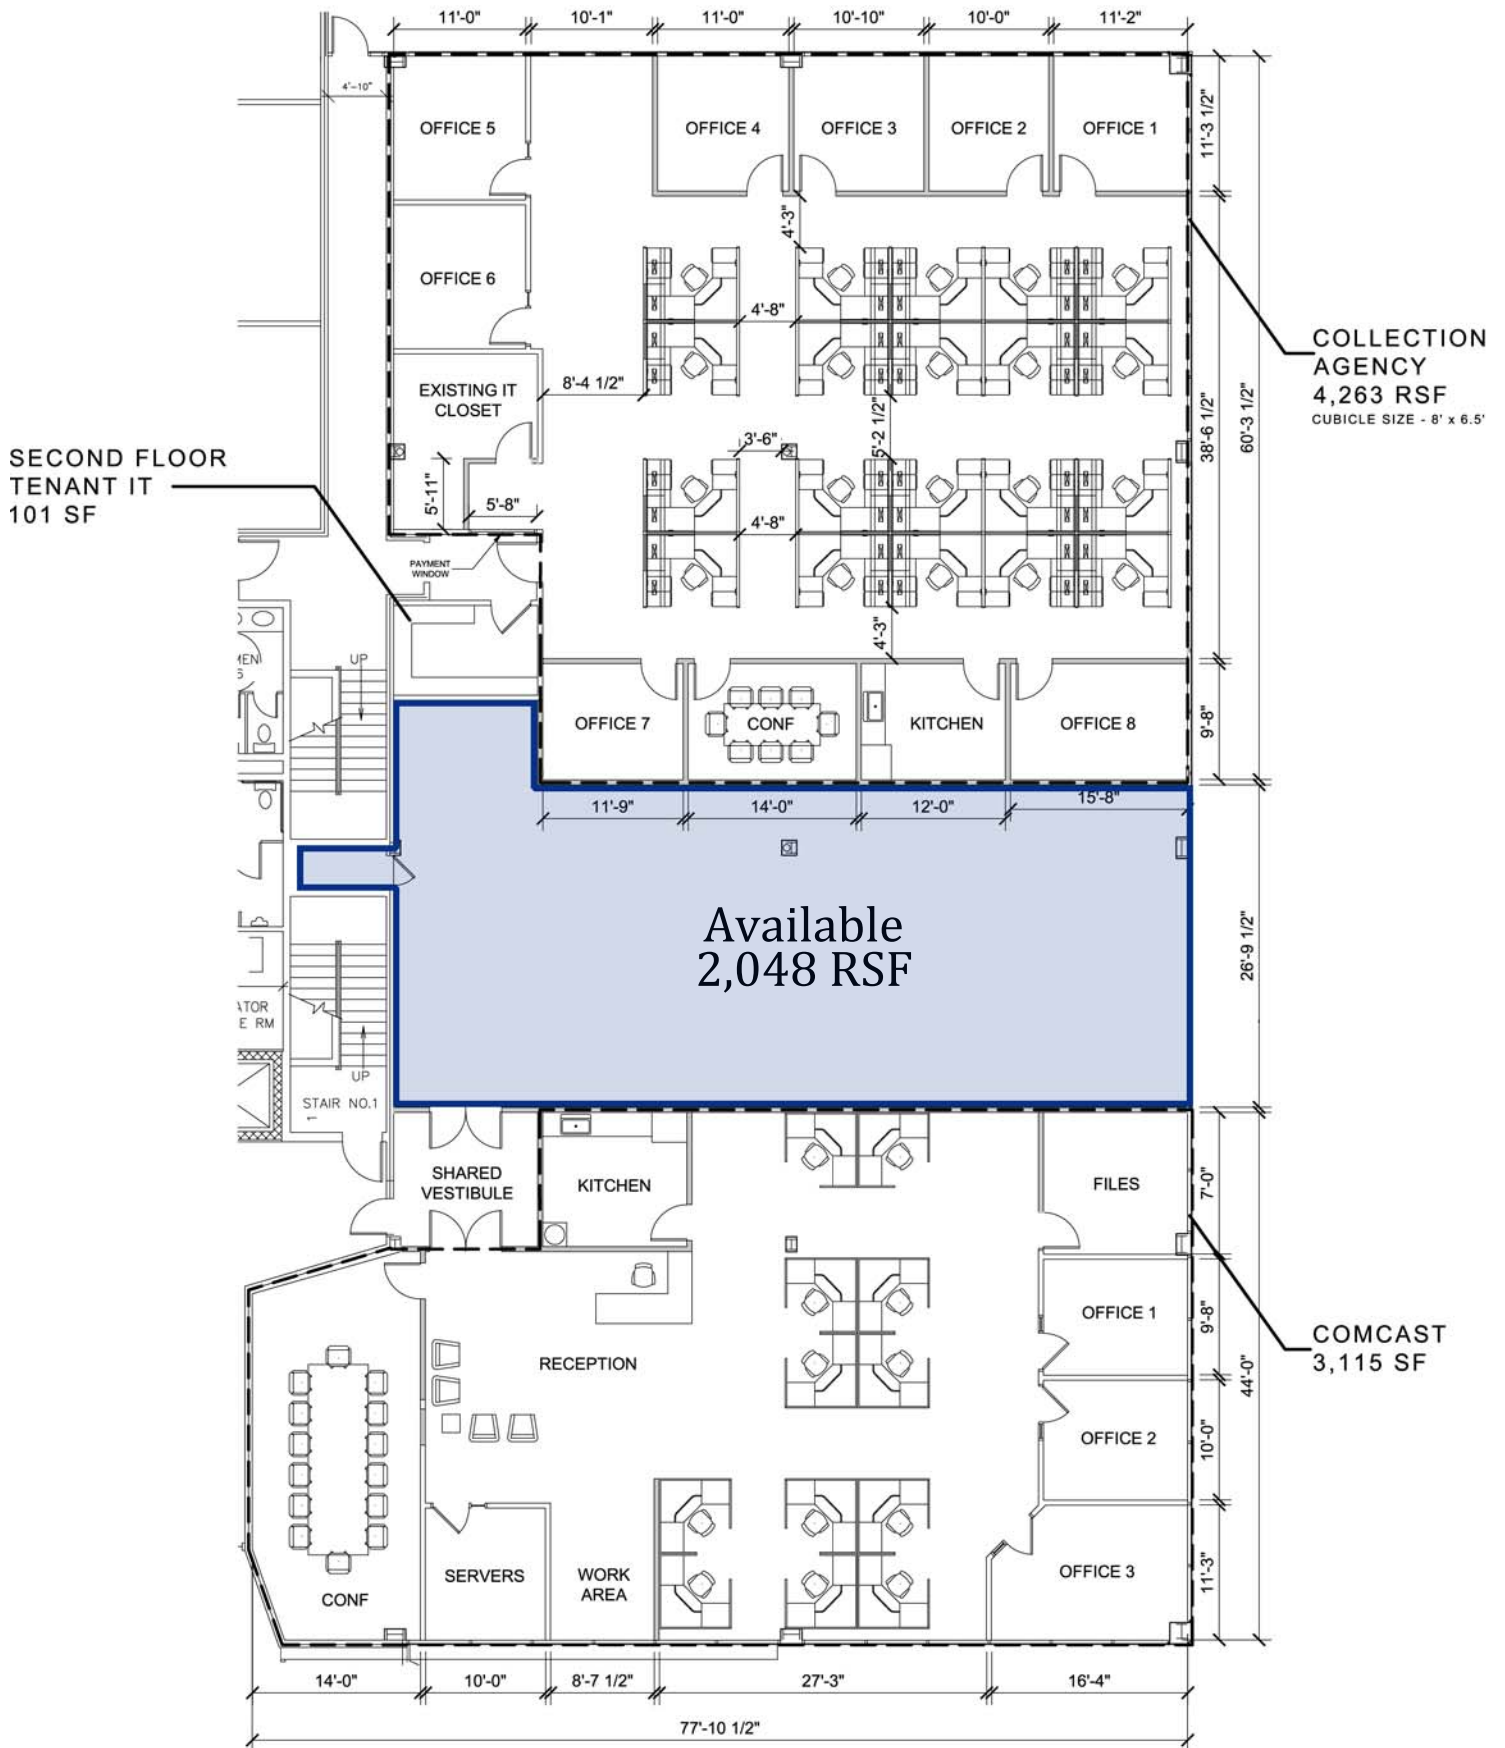 11'-0" 10'-1" 11'-0" 10'-10" 10'-0" 11'-2"
4'-10"
OFFICE 5
OFFICE 4
OFFICE 3
OFFICE 2
OFFICE 1
11'-3 1/2"
4'-3"
OFFICE 6
4'-8"
COLLECTION
AGENCY
4,263 RSF
CUBICLE SIZE - 8' x 6.5'
EXISTING IT
CLOSET
8'-4 1/2"
5'-2 1/2"
38'-6 1/2"
60'-3 1/2"
3'-6"
SECOND FLOOR
TENANT IT
101 SF
5'-11"
5'-8"
4'-8"
PAYMENT
WINDOW
4'-3"
UP
OFFICE 7
CONF
KITCHEN
OFFICE 8
9'-8"
11'-9" 14'-0" 12'-0" 15'-8"
Available
2,048 RSF
26'-9 1/2"
E RM
UP
STAIR NO.1
SHARED
VESTIBULE
KITCHEN
FILES
7'-0"
OFFICE 1
9'-8"
COMCAST
3,115 SF
RECEPTION
44'-0"
OFFICE 2
10'-0"
SERVERS
WORK
AREA
OFFICE 3
11'-3"
CONF
14'-0" 10'-0" 8'-7 1/2" 27'-3" 16'-4"
77'-10 1/2"